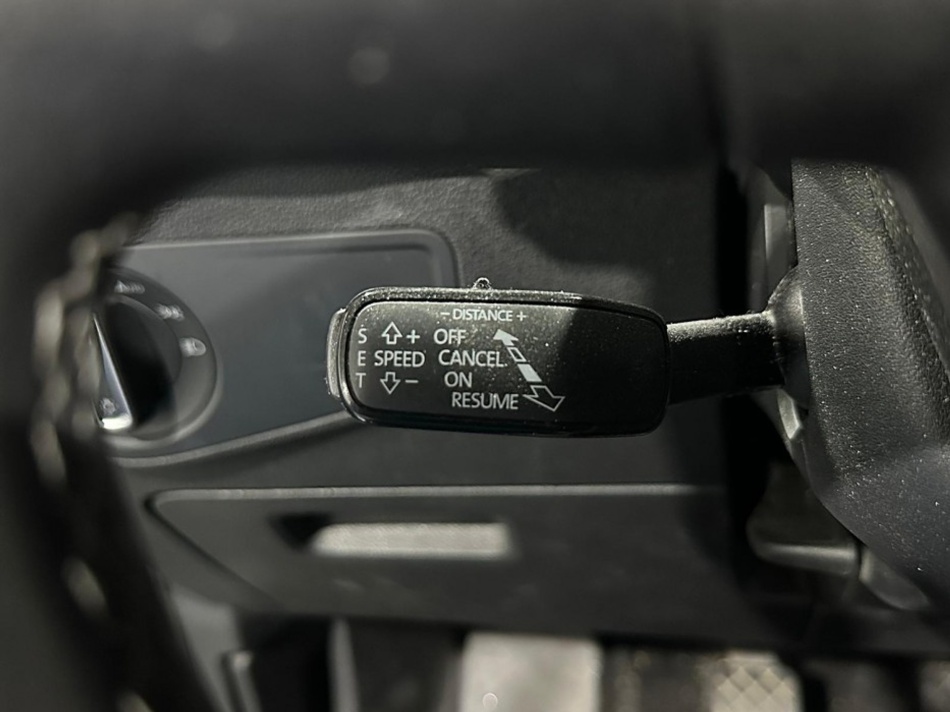 - DISTANCE +
S + OFF
E SPEED CANCEL
T - ON
RESUME